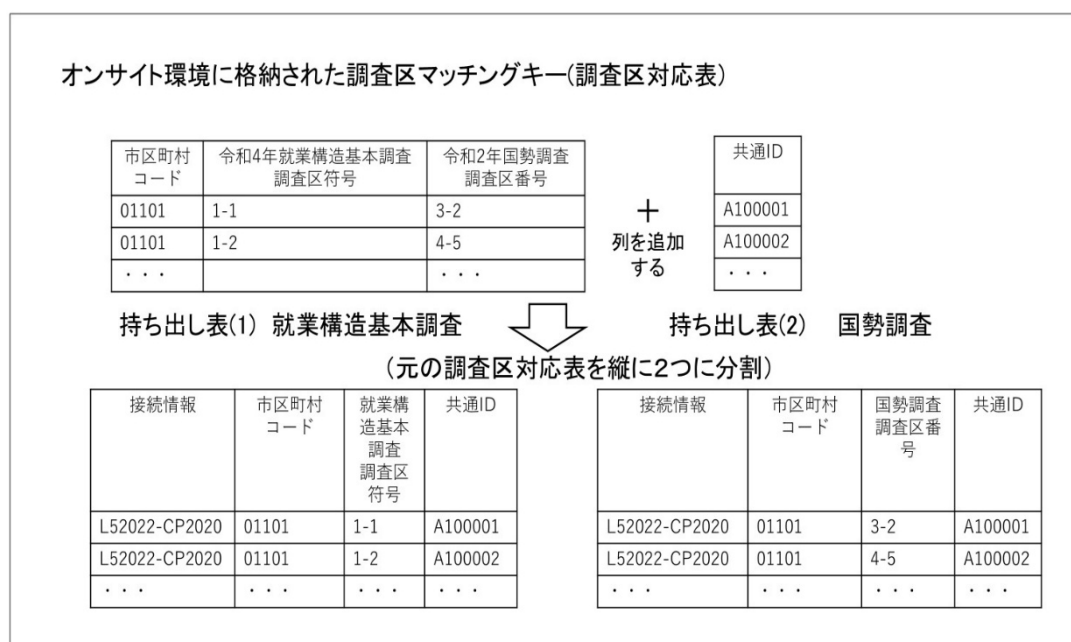 オンサイト環境に格納された調査区マッチングキー(調査区対応表)
市区町村
コード
令和4年就業構造基本調査
調査区符号
令和2年国勢調査
調査区番号
01101
1-1
3-2
01101
1-2
4-5
・・・
・・・
+
列を追加
する
共通ID
A100001
A100002
・・・
持ち出し表(1) 就業構造基本調査
持ち出し表(2) 国勢調査
(元の調査区対応表を縦に2つに分割)
接続情報
市区町村
コード
就業構
造基本
調査
調査区
符号
共通ID
L52022-CP2020
01101
1-1
A100001
L52022-CP2020
01101
1-2
A100002
・・・
・・・
・・・
・・・
接続情報
市区町村
コード
国勢調査
調査区番
号
共通ID
L52022-CP2020
01101
3-2
A100001
L52022-CP2020
01101
4-5
A100002
・・・
・・・
・・・
・・・